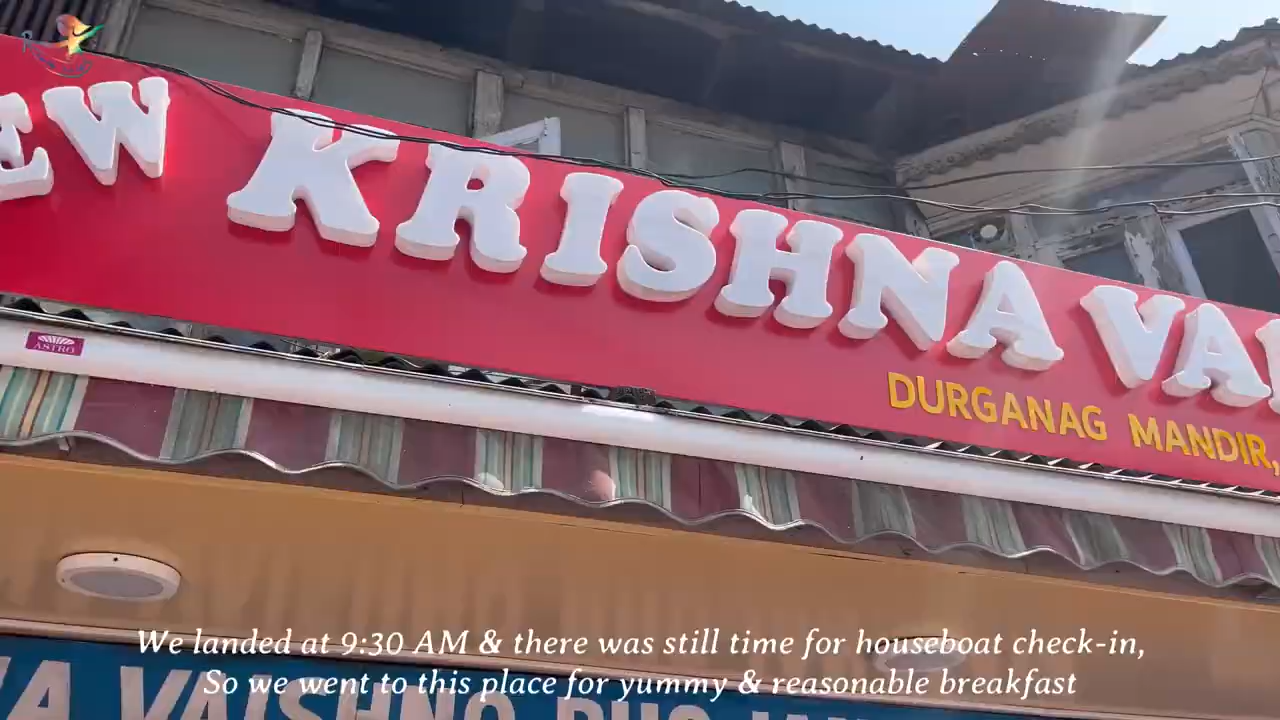 EW KRISHNA VA
DURGANAG MANDIR,
ASTRO
We landed at 9:30 AM & there was still time for houseboat check-in,
So we went to this place for yummy & reasonable breakfast
A VAISHNO